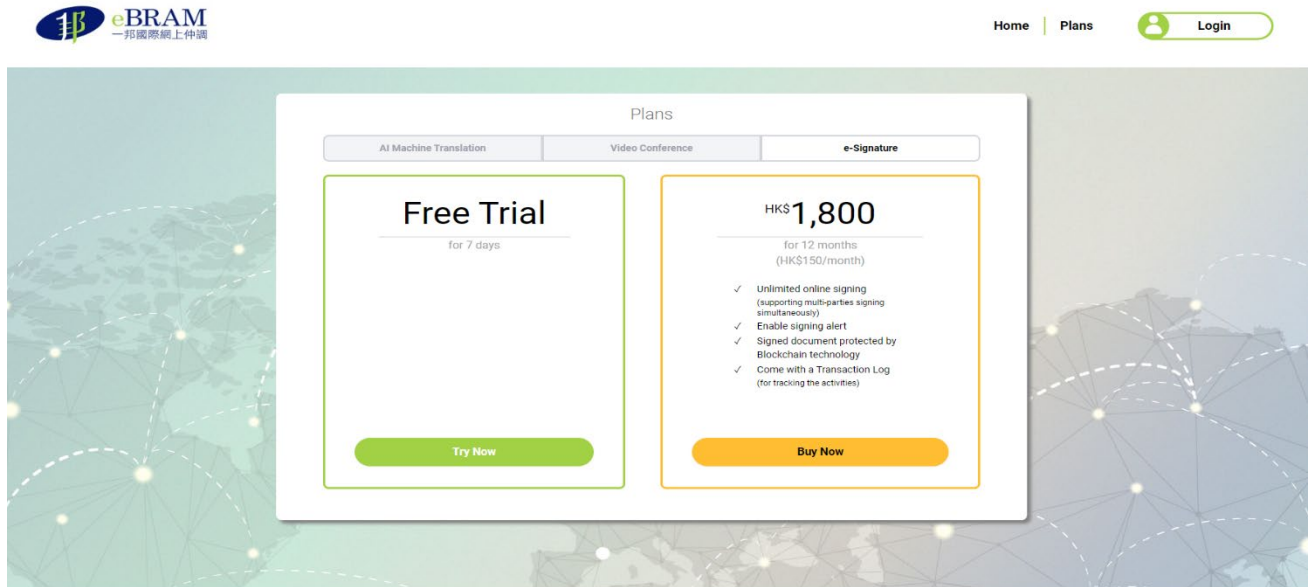 邦 eBRAM
一邦國際網上仲調
Home
Plans
Login
Plans
AI Machine Translation
Video Conference
e-Signature
Free Trial
for 7 days
Try Now
HK$1,800
for 12 months
(HK$150/month)
✓ Unlimited online signing
(supporting multi-parties signing
simultaneously)
✓ Enable signing alert
✓ Signed document protected by
Blockchain technology
✓ Come with a Transaction Log
(for tracking the activities)
Buy Now